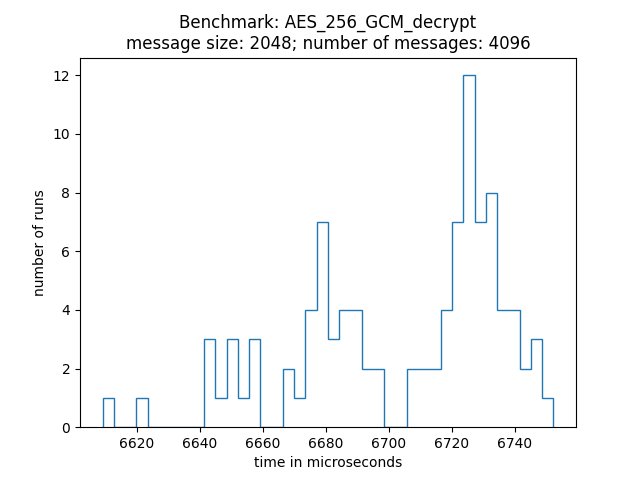 Benchmark: AES_256_GCM_decrypt
message size: 2048; number of messages: 4096
12
10
8
6
4
2
0
number of runs
6620 6640 6660 6680 6700 6720 6740
time in microseconds